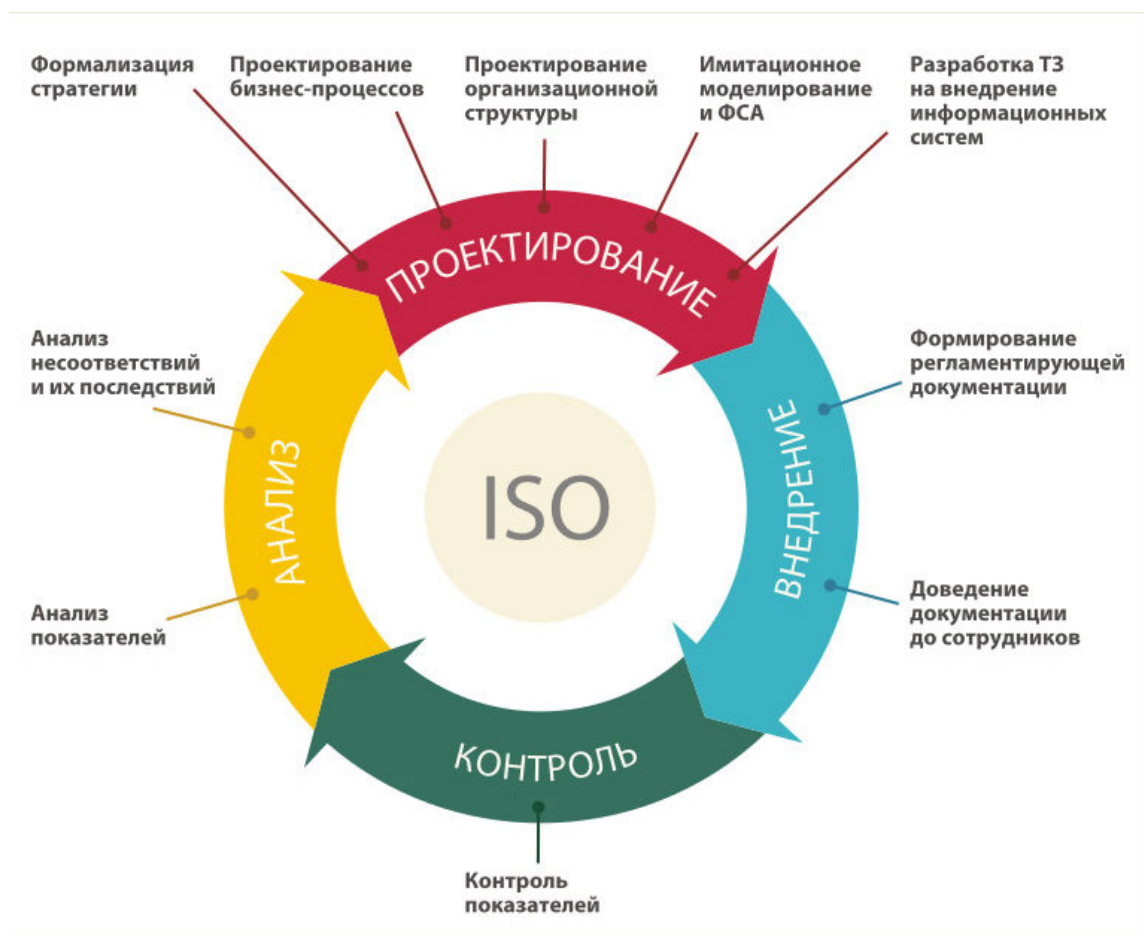 Формализация
стратегии
Проектирование
бизнес-процессов
Проектирование
организационной
структуры
Имитационное
моделирование
и ФСА
Разработка ТЗ
на внедрение
информационных
систем
ПРОЕКТИРОВАНИЕ
Анализ
несоответствий
и их последствий
Формирование
регламентирующей
документации
АНАЛИЗ
ISO
ВНЕДРЕНИЕ
Анализ
показателей
Доведение
документации
до сотрудников
КОНТРОЛЬ
Контроль
показателей